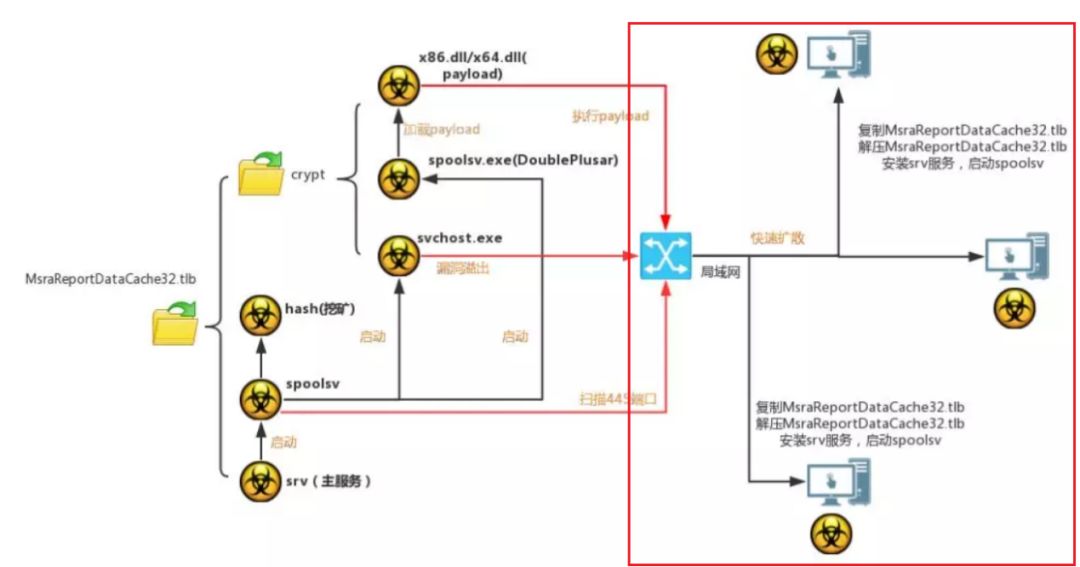 x86.dll/x64.dll(
payload)
执行payload
加载payload
复制MsraReportDataCache32.tlb
解压MsraReportDataCache32.tlb
安装srv服务，启动spoolsv
spoolsv.exe(DoublePlusar)
crypt
svchost.exe
快速扩散
漏洞溢出
局域网
MsraReportDataCache32.tlb
hash(挖矿)
启动
启动
spoolsv
扫描445端口
复制MsraReportDataCache32.tlb
解压MsraReportDataCache32.tlb
安装srv服务，启动spoolsv
启动
srv（主服务）